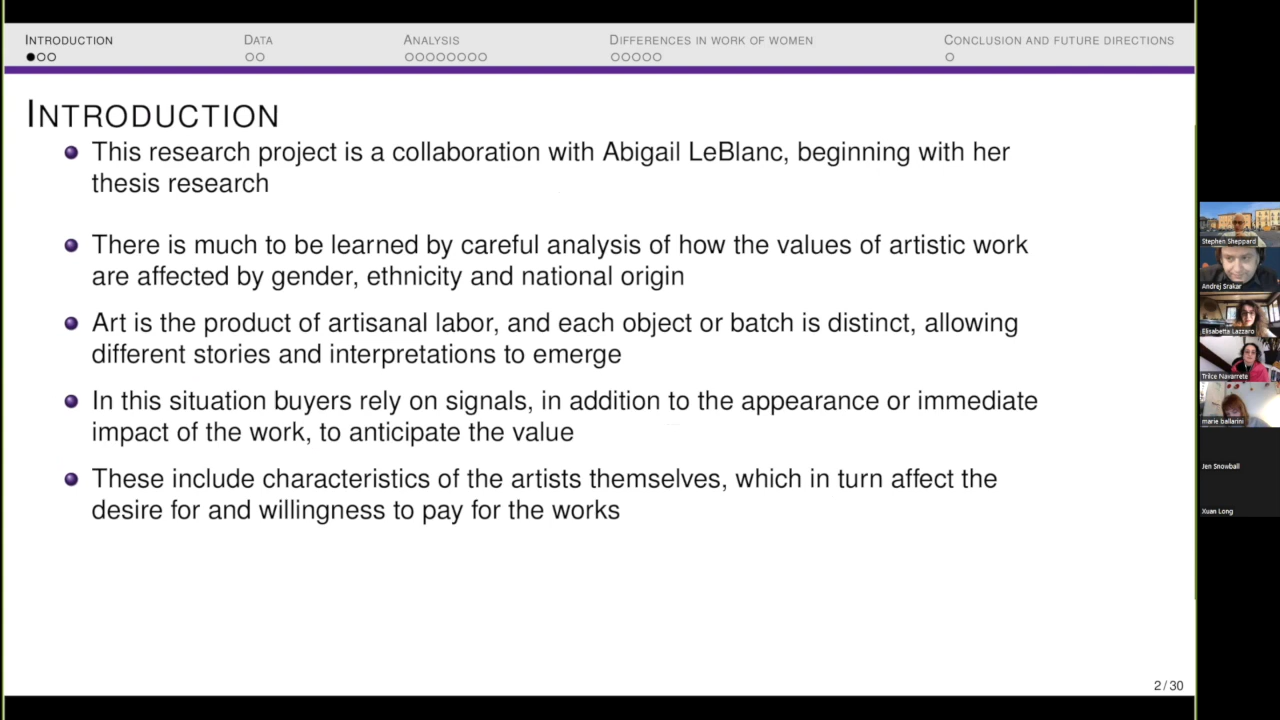 INTRODUCTION
DATA
ANALYSIS
DIFFERENCES IN WORK OF WOMEN
CONCLUSION AND FUTURE DIRECTIONS
INTRODUCTION
This research project is a collaboration with Abigail LeBlanc, beginning with her
thesis research
There is much to be learned by careful analysis of how the values of artistic work
are affected by gender, ethnicity and national origin
Art is the product of artisanal labor, and each object or batch is distinct, allowing
different stories and interpretations to emerge
In this situation buyers rely on signals, in addition to the appearance or immediate
impact of the work, to anticipate the value
These include characteristics of the artists themselves, which in turn affect the
desire for and willingness to pay for the works
2/30
Stephen Sheppard
Andrej Srakar
Elisabetta Lazzaro
Trilce Navarrete
marie ballarini
Jen Snowball
Xuan Long